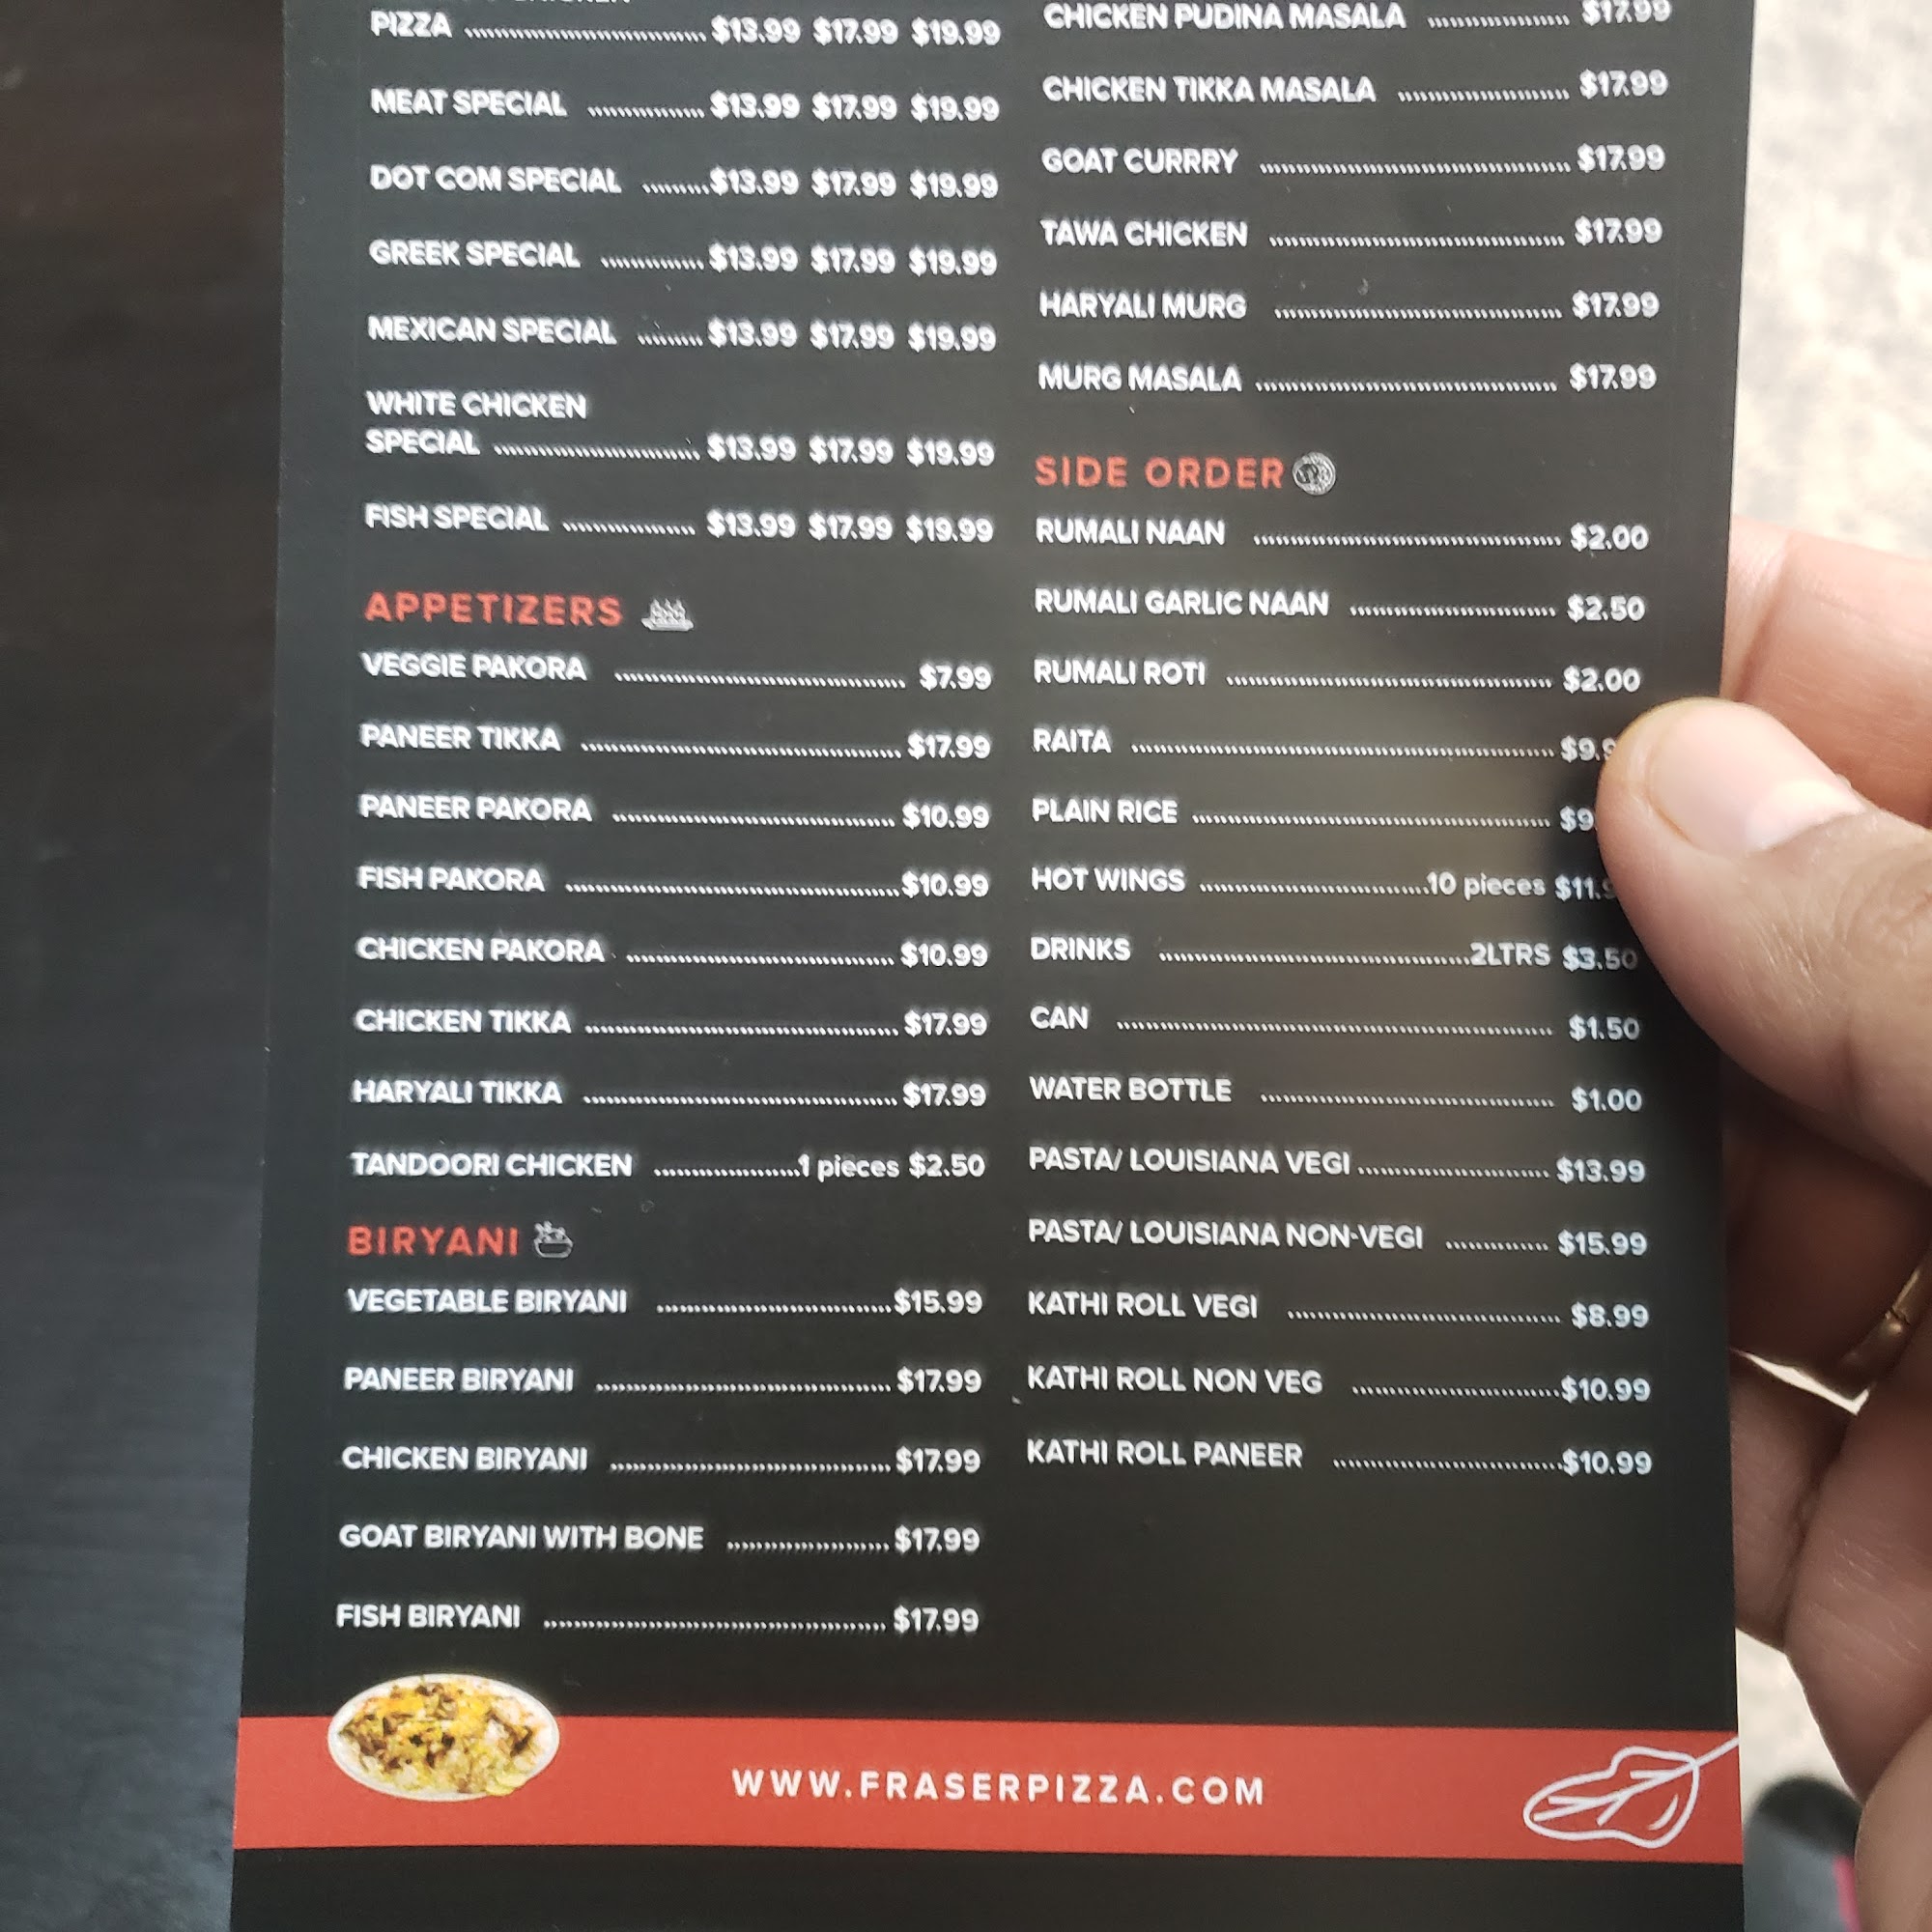 PIZZA ........ $13.99 $17.99 $19.99
MEAT SPECIAL ........ $13.99 $17.99 $19.99
DOT COM SPECIAL ........ $13.99 $17.99 $19.99
GREEK SPECIAL ........ $13.99 $17.99 $19.99
MEXICAN SPECIAL ........ $13.99 $17.99 $19.99
WHITE CHICKEN
SPECIAL ........ $13.99 $17.99 $19.99
FISH SPECIAL ........ $13.99 $17.99 $19.99
APPETIZERS
VEGGIE PAKORA ........ $7.99
PANEER TIKKA ........ $17.99
PANEER PAKORA ........ $10.99
FISH PAKORA ........ $10.99
CHICKEN PAKORA ........ $10.99
CHICKEN TIKKA ........ $17.99
HARYALI TIKKA ........ $17.99
TANDOORI CHICKEN ........ 1 pieces $2.50
BIRYANI
VEGETABLE BIRYANI ........ $15.99
PANEER BIRYANI ........ $17.99
CHICKEN BIRYANI ........ $17.99
GOAT BIRYANI WITH BONE ........ $17.99
FISH BIRYANI ........ $17.99
CHICKEN PUDINA MASALA ........ $17.99
CHICKEN TIKKA MASALA ........ $17.99
GOAT CURRRY ........ $17.99
TAWA CHICKEN ........ $17.99
HARYALI MURG ........ $17.99
MURG MASALA ........ $17.99
SIDE ORDER
RUMALI NAAN ........ $2.00
RUMALI GARLIC NAAN ........ $2.50
RUMALI ROTI ........ $2.00
RAITA ........ $9.
PLAIN RICE ........ $9.
HOT WINGS ........ 10 pieces $11.
DRINKS ........ 2LTRS $3.50
CAN ........ $1.50
WATER BOTTLE ........ $1.00
PASTA/ LOUISIANA VEGI ........ $13.99
PASTA/ LOUISIANA NON-VEGI ........ $15.99
KATHI ROLL VEGI ........ $8.99
KATHI ROLL NON VEG ........ $10.99
KATHI ROLL PANEER ........ $10.99
WWW.FRASERPIZZA.COM